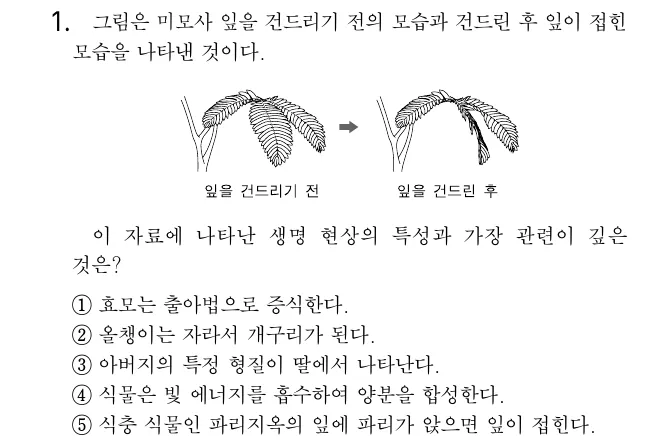 1. 그림은 미모사 잎을 건드리기 전의 모습과 건드린 후 잎이 접힌
모습을 나타낸 것이다.
잎을 건드리기 전 잎을 건드린 후
이 자료에 나타난 생명 현상의 특성과 가장 관련이 깊은
것은?
① 효모는 출아법으로 증식한다.
② 올챙이는 자라서 개구리가 된다.
③ 아버지의 특정 형질이 딸에서 나타난다.
④ 식물은 빛 에너지를 흡수하여 양분을 합성한다.
⑤ 식충 식물인 파리지옥의 잎에 파리가 앉으면 잎이 접힌다.